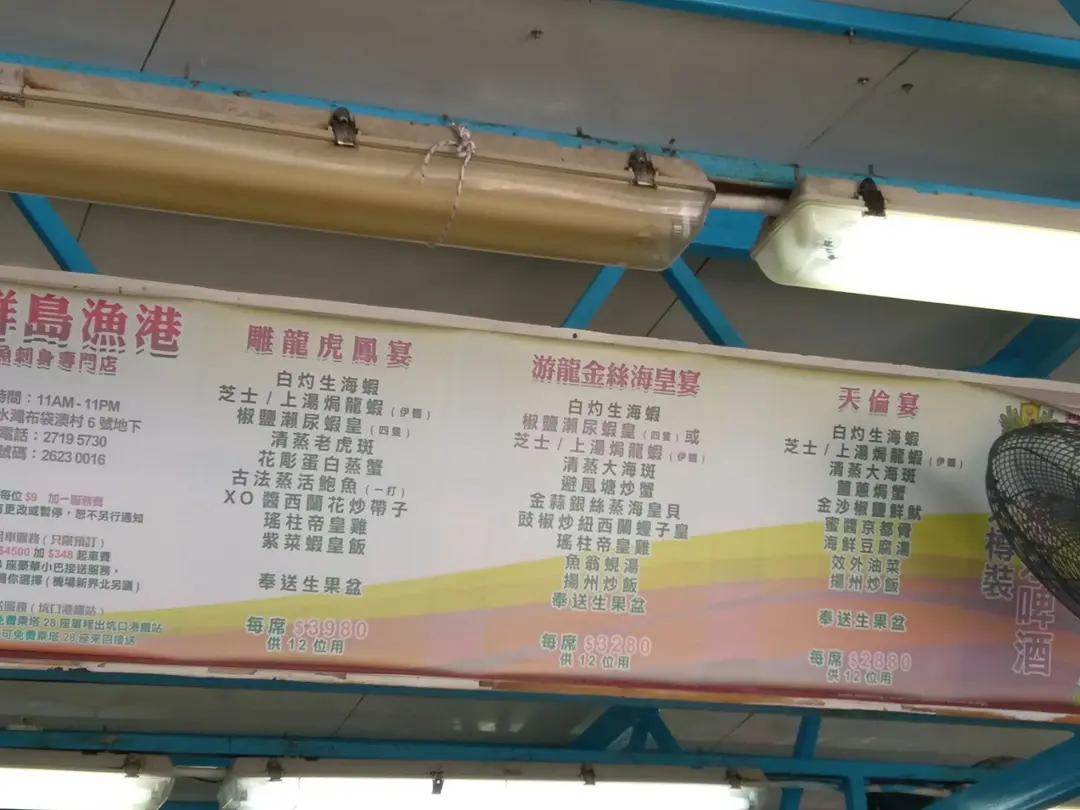 島漁港
刺身專門店
時間：11AM - 11PM
水灣布袋澳村 6 號地下
電話：2719 5730
號碼：2623 0016
每位 $9 加一服務費
更改或暫停，恕不另行通知
車服務 ( 只限預訂 )
$4500 加 $348 起車費
座豪華小巴接送服務，
你選擇 ( 機場新界北另議 )
服務 ( 坑口港鐵站 )
免費乘塔 28 座單程出坑口港鐵站
可免費乘塔 28 座來回接送
雕龍虎鳳宴
白灼生海蝦
芝士 / 上湯焗龍蝦 ( 伊麵 )
椒鹽瀨尿蝦皇 ( 四隻 )
清蒸老虎斑
花彫蛋白蒸蟹
古法蒸活鮑魚 ( 一打 )
XO 醬西蘭花炒帶子
瑤柱帝皇雞
紫菜蝦皇飯
奉送生果盆
每席 $3980
供 12 位用
游龍金絲海皇宴
白灼生海蝦
椒鹽瀨尿蝦皇 ( 四隻 ) 或
芝士 / 上湯焗龍蝦 ( 伊麵 )
清蒸大海斑
避風塘炒蟹
金蒜銀絲蒸海皇貝
豉椒炒紐西蘭蟶子皇
瑤柱帝皇雞
魚翁蜆湯
揚州炒飯
奉送生果盆
每席 $3280
供 12 位用
天倫宴
白灼生海蝦
芝士 / 上湯焗龍蝦 ( 伊麵 )
清蒸大海斑
薑蔥焗蟹
金沙椒鹽鮮魷
蜜醬京都骨
海鮮豆腐湯
效外油菜
揚州炒飯
奉送生果盆
每席 $2880
供 12 位用
樽裝
啤酒